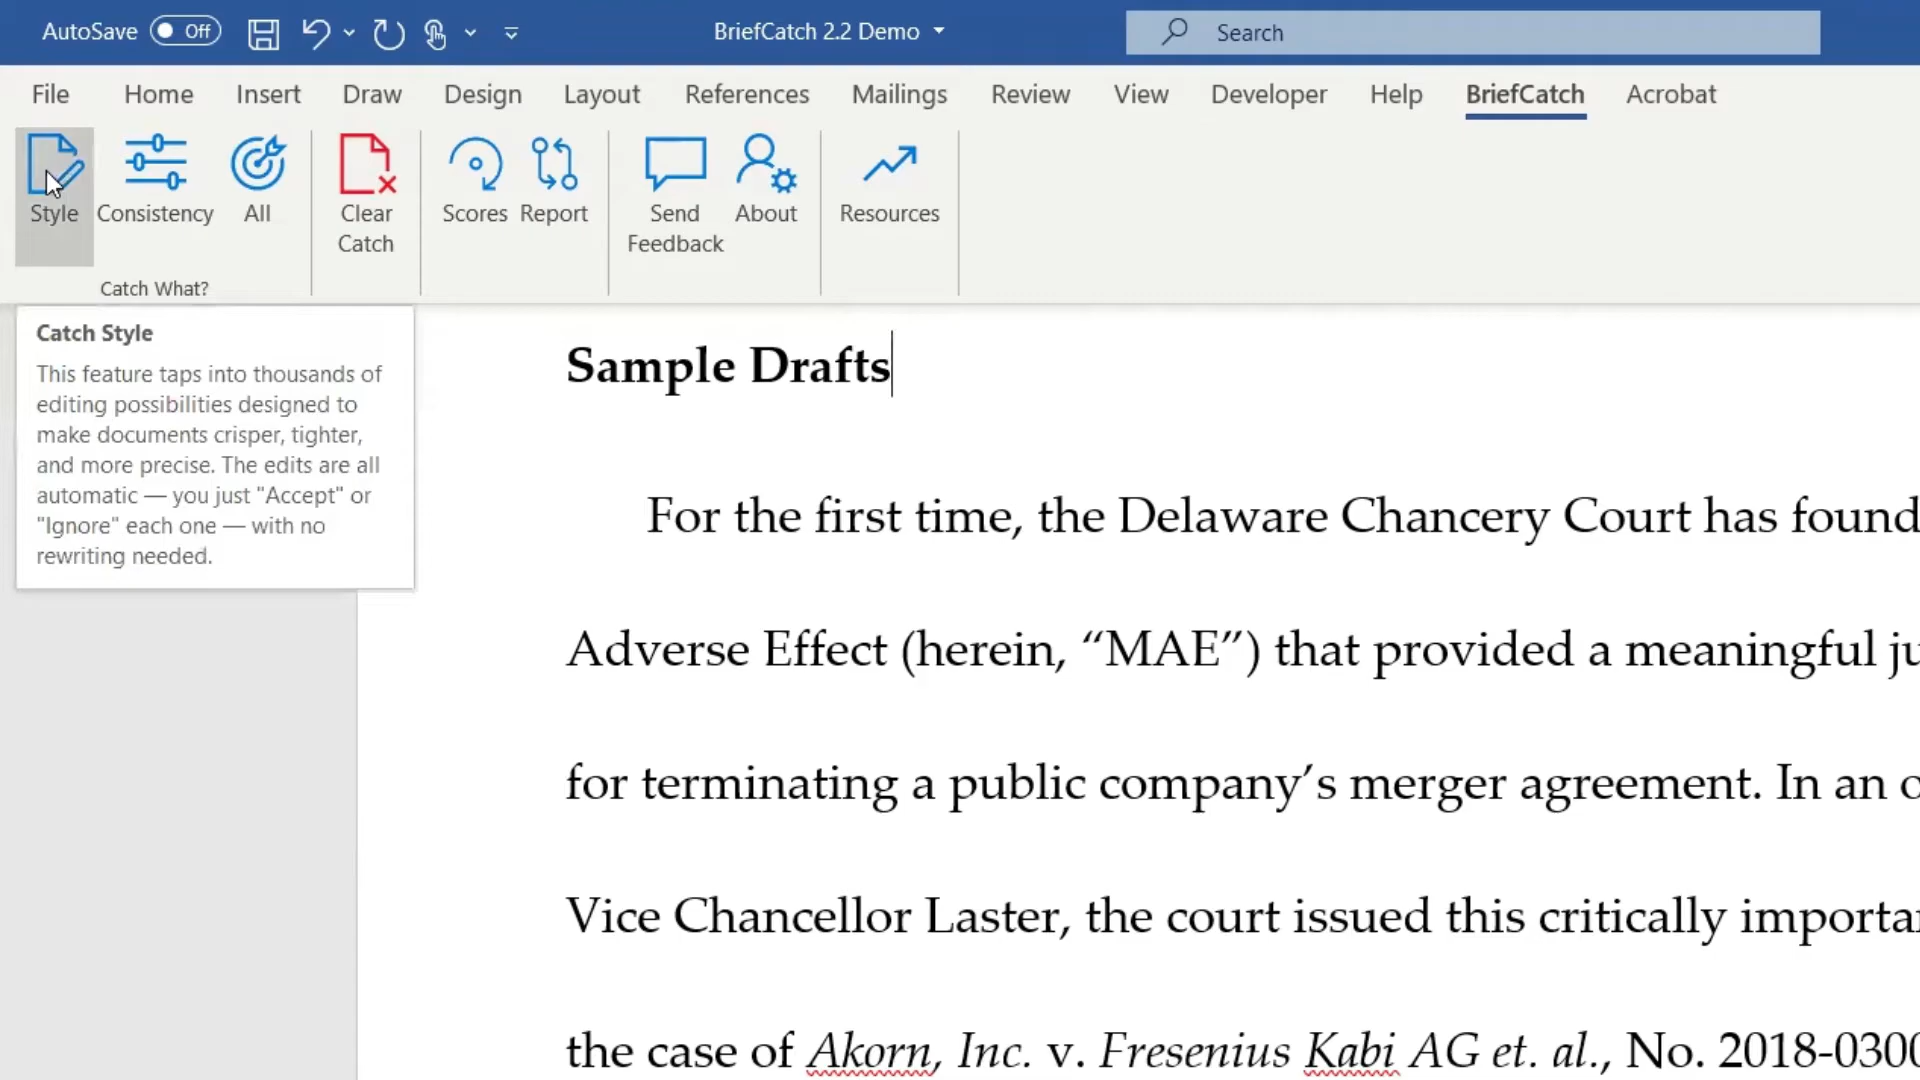 AutoSave Off BriefCatch 2.2 Demo Search
File Home Insert Draw Design Layout References Mailings Review View Developer Help BriefCatch Acrobat
Style Consistency All Clear Catch Scores Report Send Feedback About Resources
Catch What?
Catch Style
This feature taps into thousands of
editing possibilities designed to
make documents crisper, tighter,
and more precise. The edits are all
automatic — you just "Accept" or
"Ignore" each one — with no
rewriting needed.
Sample Drafts
For the first time, the Delaware Chancery Court has found
Adverse Effect (herein, “MAE”) that provided a meaningful ju
for terminating a public company’s merger agreement. In an o
Vice Chancellor Laster, the court issued this critically importa
the case of Akorn, Inc. v. Fresenius Kabi AG et. al., No. 2018-0300